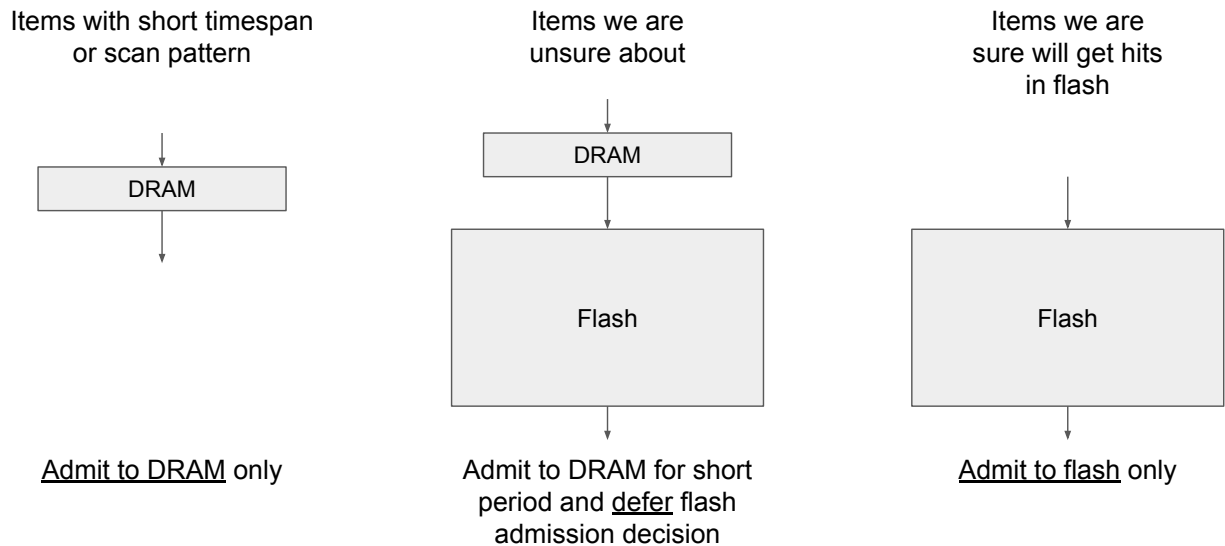 Items with short timespan
or scan pattern
DRAM
Admit to DRAM only
Items we are
unsure about
DRAM
Flash
Admit to DRAM for short
period and defer flash
admission decision
Items we are
sure will get hits
in flash
Flash
Admit to flash only